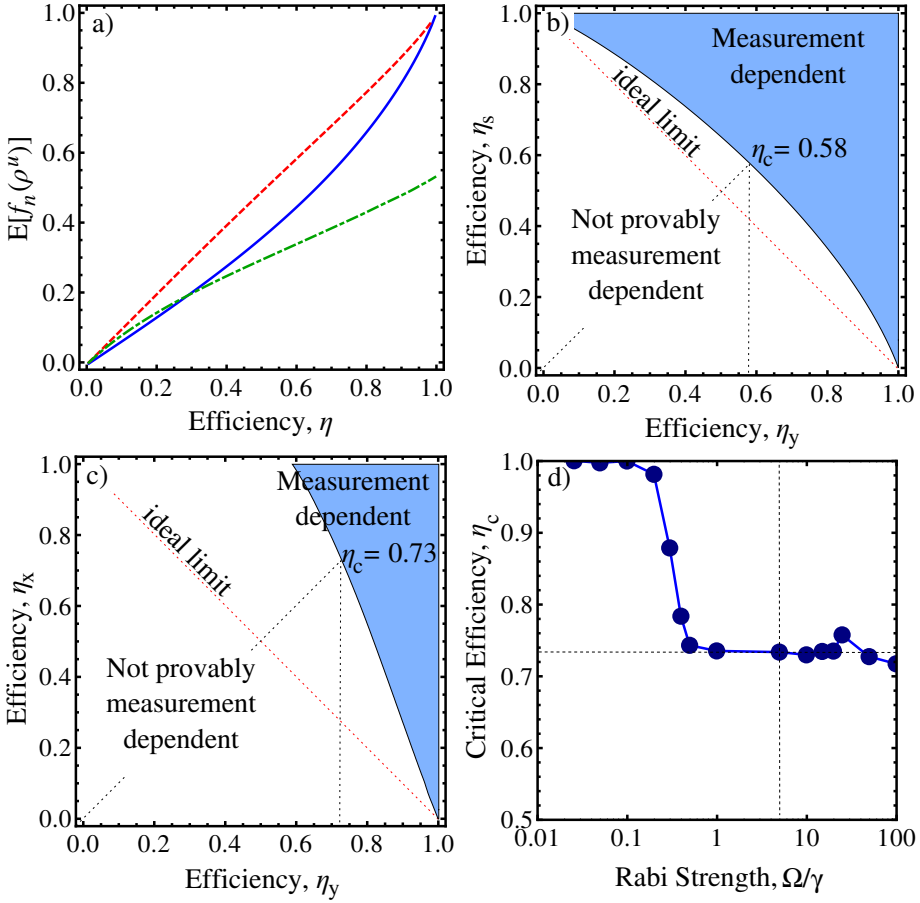 a)
E[f_n(ρ^u)]
1.0
0.8
0.6
0.4
0.2
0.0
0.0 0.2 0.4 0.6 0.8 1.0
Efficiency, η
b)
Efficiency, η_s
1.0
0.8
0.6
0.4
0.2
0.0
Measurement
dependent
ideal limit
η_c = 0.58
Not provably
measurement
dependent
0.0 0.2 0.4 0.6 0.8 1.0
Efficiency, η_y
c)
Efficiency, η_x
1.0
0.8
0.6
0.4
0.2
0.0
Measurement
dependent
ideal limit
η_c = 0.73
Not provably
measurement
dependent
0.0 0.2 0.4 0.6 0.8 1.0
Efficiency, η_y
d)
Critical Efficiency, η_c
1.0
0.9
0.8
0.7
0.6
0.5
0.01 0.1 1 10 100
Rabi Strength, Ω/γ